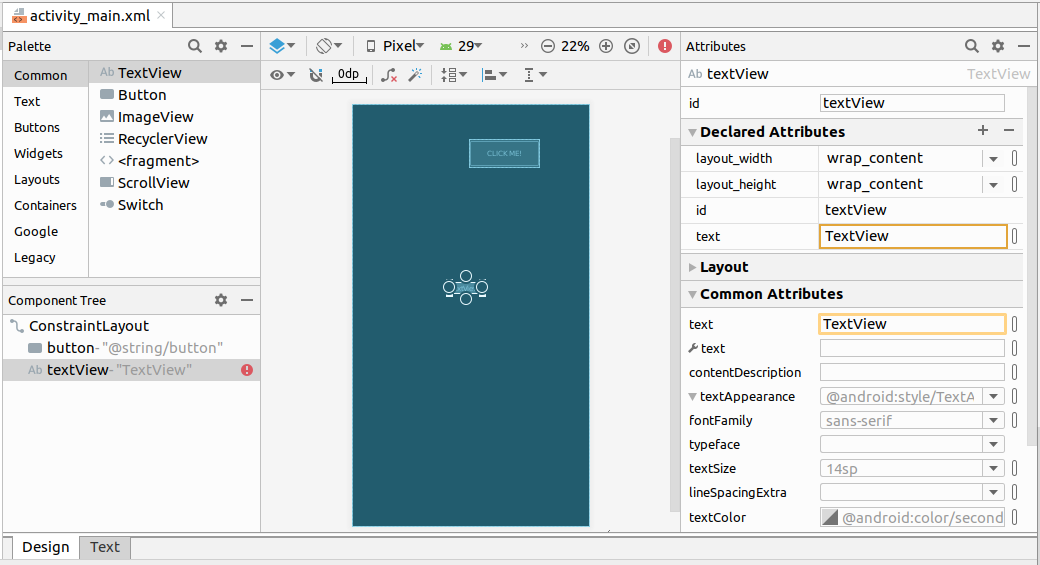 activity_main.xml
Palette
Common
Text
Buttons
Widgets
Layouts
Containers
Google
Legacy
Ab TextView
Button
ImageView
RecyclerView
<fragment>
ScrollView
Switch
Component Tree
ConstraintLayout
button- "@string/button"
Ab textView- "TextView"
Pixel
29
»
22%
0dp
CLICK ME!
Attributes
Ab textView TextView
id textView
Declared Attributes
layout_width wrap_content
layout_height wrap_content
id textView
text TextView
Layout
Common Attributes
text TextView
text
contentDescription
textAppearance @android:style/TextA
fontFamily sans-serif
typeface
textSize 14sp
lineSpacingExtra
textColor @android:color/second
Design Text